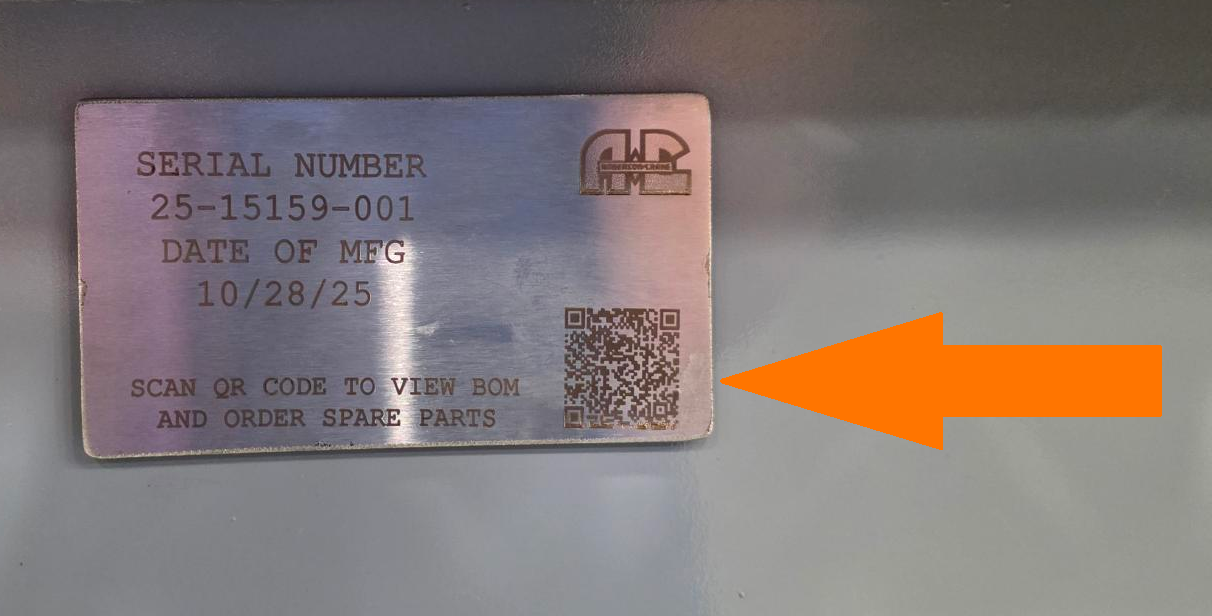 SERIAL NUMBER
25-15159-001
DATE OF MFG
10/28/25
SCAN QR CODE TO VIEW BOM
AND ORDER SPARE PARTS